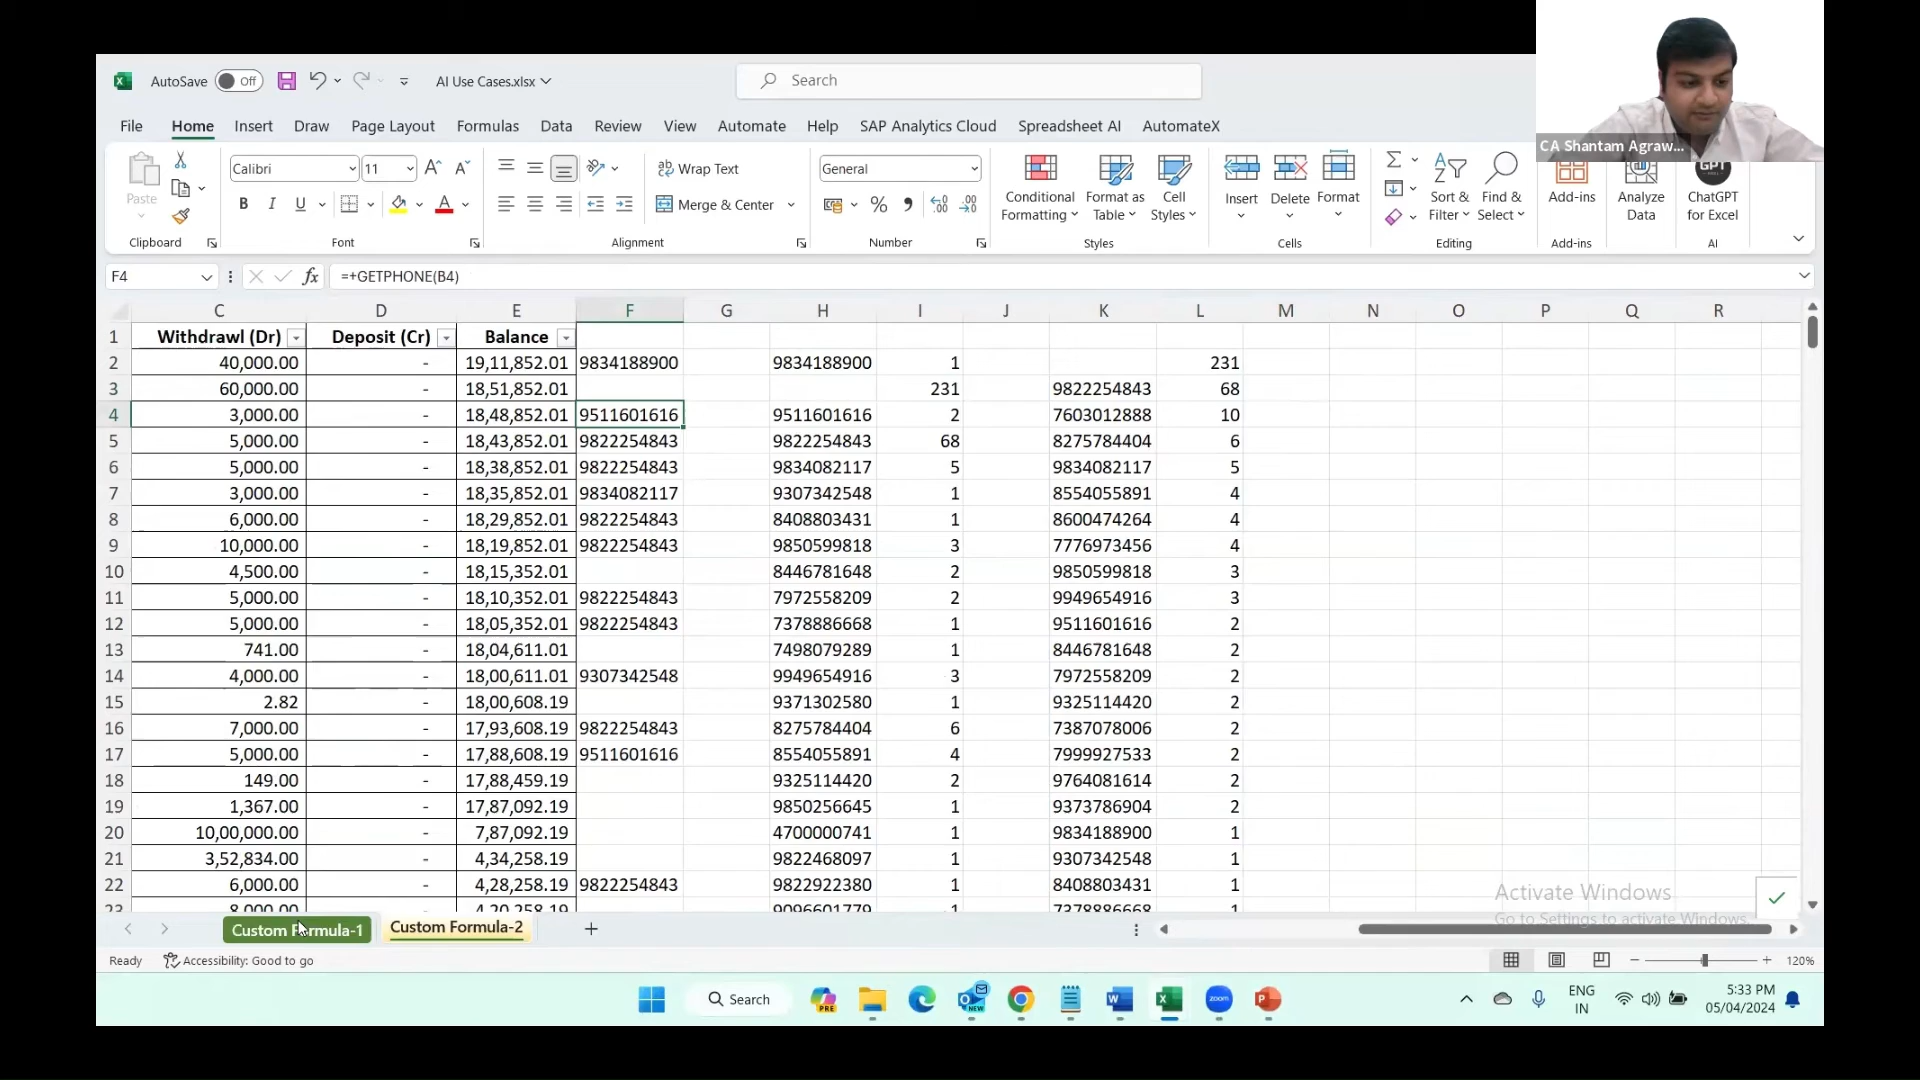 AutoSave Off AI Use Cases.xlsx Search
CA Shantam Agraw...
File Home Insert Draw Page Layout Formulas Data Review View Automate Help SAP Analytics Cloud Spreadsheet AI AutomateX
Paste Calibri 11 Wrap Text General Conditional Formatting Format as Table Cell Styles Insert Delete Format Sort & Filter Find & Select Add-ins Analyze Data ChatGPT for Excel
B I U Merge & Center
Clipboard Font Alignment Number Styles Cells Editing Add-ins AI
F4 fx =+GETPHONE(B4)
C D E F G H I J K L M N O P Q R
1 Withdrawl (Dr) Deposit (Cr) Balance
2 40,000.00 - 19,11,852.01 9834188900 9834188900 1 231
3 60,000.00 - 18,51,852.01 231 9822254843 68
4 3,000.00 - 18,48,852.01 9511601616 9511601616 2 7603012888 10
5 5,000.00 - 18,43,852.01 9822254843 9822254843 68 8275784404 6
6 5,000.00 - 18,38,852.01 9822254843 9834082117 5 9834082117 5
7 3,000.00 - 18,35,852.01 9834082117 9307342548 1 8554055891 4
8 6,000.00 - 18,29,852.01 9822254843 8408803431 1 8600474264 4
9 10,000.00 - 18,19,852.01 9822254843 9850599818 3 7776973456 4
10 4,500.00 - 18,15,352.01 8446781648 2 9850599818 3
11 5,000.00 - 18,10,352.01 9822254843 7972558209 2 9949654916 3
12 5,000.00 - 18,05,352.01 9822254843 7378886668 1 9511601616 2
13 741.00 - 18,04,611.01 7498079289 1 8446781648 2
14 4,000.00 - 18,00,611.01 9307342548 9949654916 3 7972558209 2
15 2.82 - 18,00,608.19 9371302580 1 9325114420 2
16 7,000.00 - 17,93,608.19 9822254843 8275784404 6 7387078006 2
17 5,000.00 - 17,88,608.19 9511601616 8554055891 4 7999927533 2
18 149.00 - 17,88,459.19 9325114420 2 9764081614 2
19 1,367.00 - 17,87,092.19 9850256645 1 9373786904 2
20 10,00,000.00 - 7,87,092.19 4700000741 1 9834188900 1
21 3,52,834.00 - 4,34,258.19 9822468097 1 9307342548 1
22 6,000.00 - 4,28,258.19 9822254843 9822922380 1 8408803431 1
23 8,000.00 - 4,20,258.19 9096601779 1 7378886668 1
Activate Windows
Go to Settings to activate Windows.
Custom Formula-1 Custom Formula-2
Ready Accessibility: Good to go 120%
Search ENG IN 5:33 PM 05/04/2024